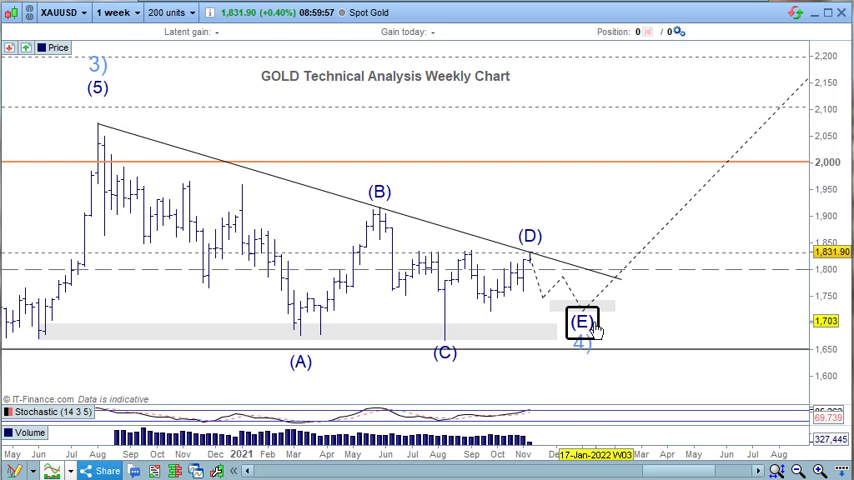 XAUUSD 1 week 200 units 1,831.90 (+0.40%) 08:59:57 Spot Gold
Latent gain: - Gain today: - Position: 0 / 0
Price
GOLD Technical Analysis Weekly Chart
3)
(5)
(B)
(D)
(E)
4)
(C)
(A)
2,200
2,150
2,100
2,050
2,000
1,950
1,900
1,850
1,831.90
1,800
1,750
1,703
1,650
1,600
© IT-Finance.com Data is indicative
Stochastic (14 3 5)
69.739
Volume
327,445
May Jun Aug Sep Oct Nov Dec 2021 Feb Mar Apr May Jun Aug Sep Oct Nov De 17-Jan-2022 W03 Mar Apr May Jun Aug
Share